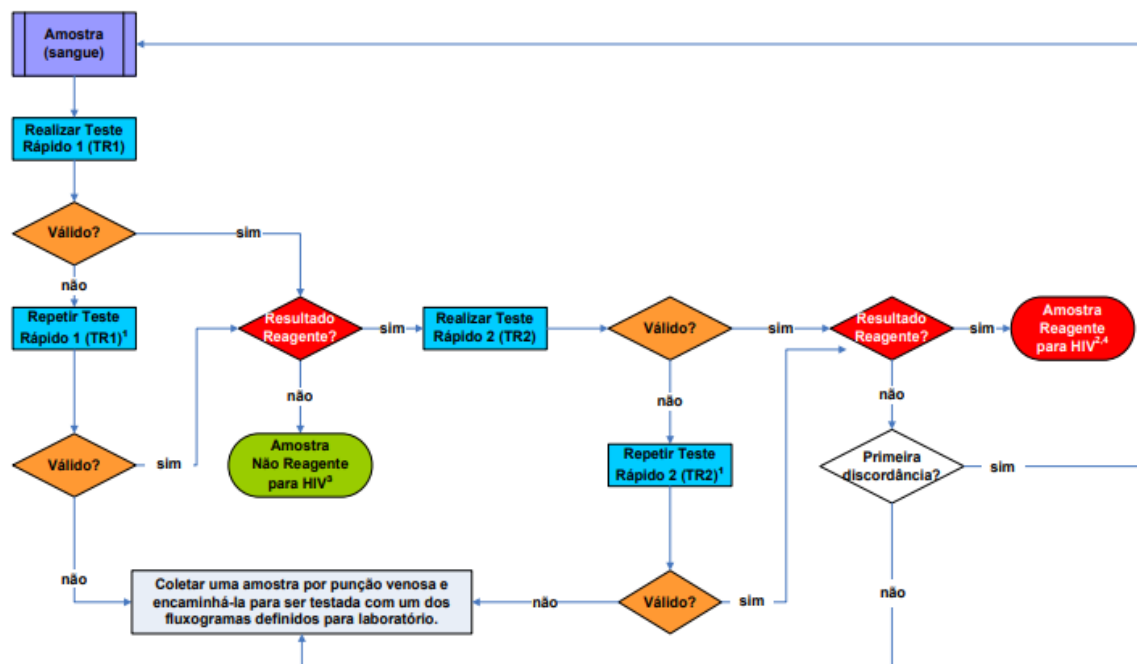 Amostra
(sangue)
Realizar Teste
Rápido 1 (TR1)
Válido?
sim
não
Repetir Teste
Rápido 1 (TR1)¹
Resultado
Reagente?
sim
Realizar Teste
Rápido 2 (TR2)
Válido?
sim
Resultado
Reagente?
sim
Amostra
Reagente
para HIV²,⁴
não
não
não
Válido?
sim
Amostra
Não Reagente
para HIV³
Repetir Teste
Rápido 2 (TR2)¹
Primeira
discordância?
sim
não
Coletar uma amostra por punção venosa e
encaminhá-la para ser testada com um dos
fluxogramas definidos para laboratório.
não
Válido?
sim
não